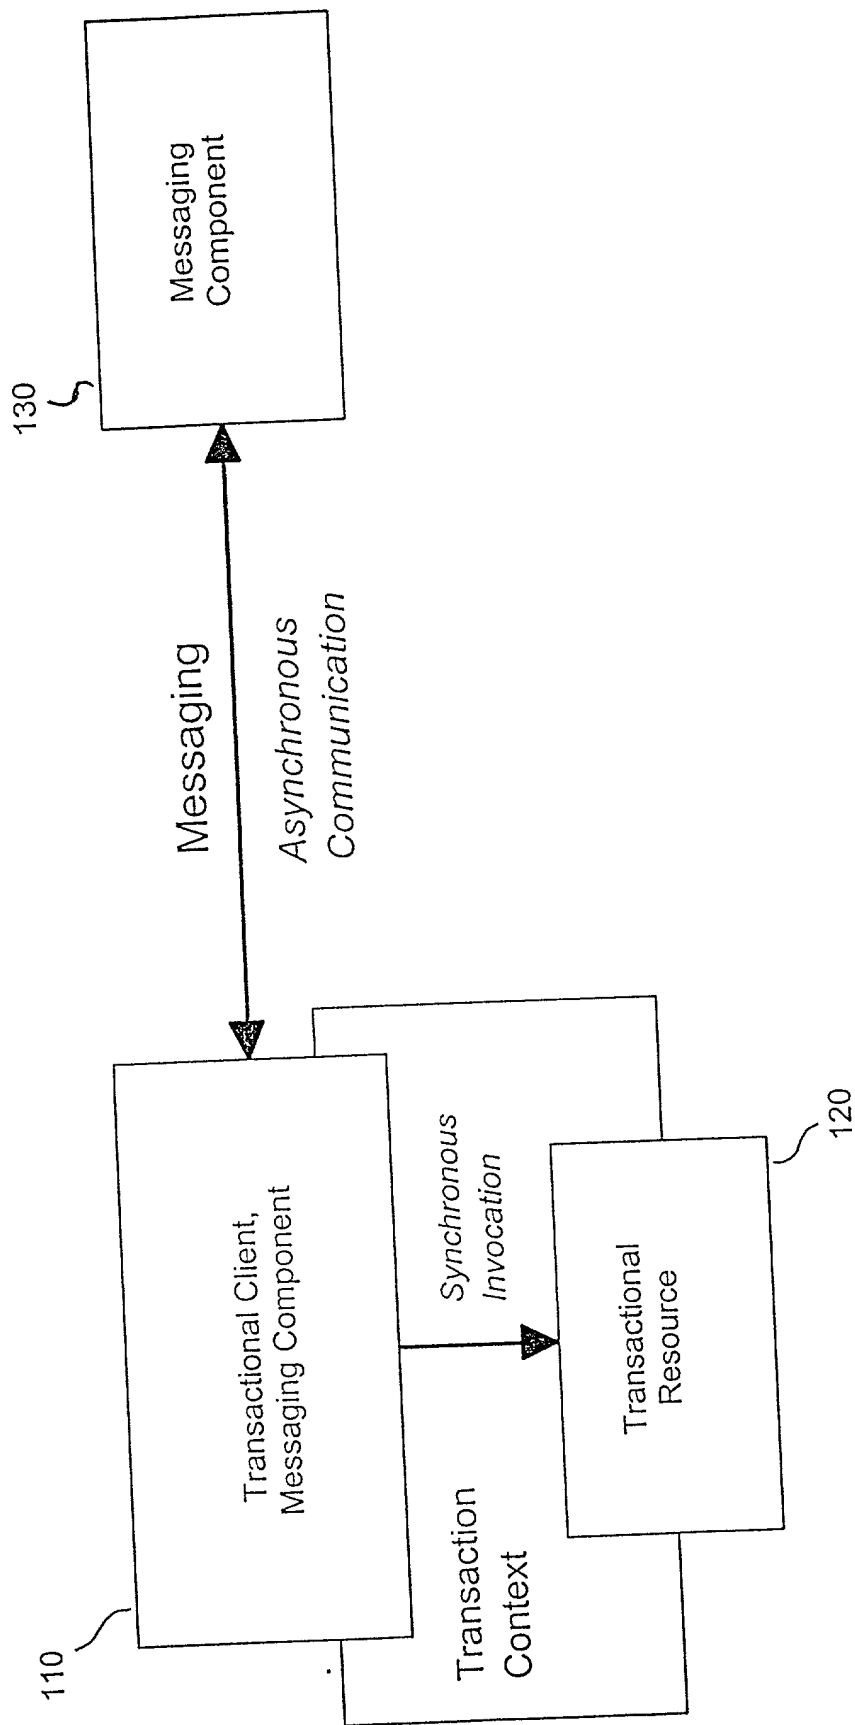 110
Transactional Client,
Messaging Component
Messaging
Asynchronous
Communication
130
Messaging
Component
Transaction
Context
Synchronous
Invocation
Transactional
Resource
120